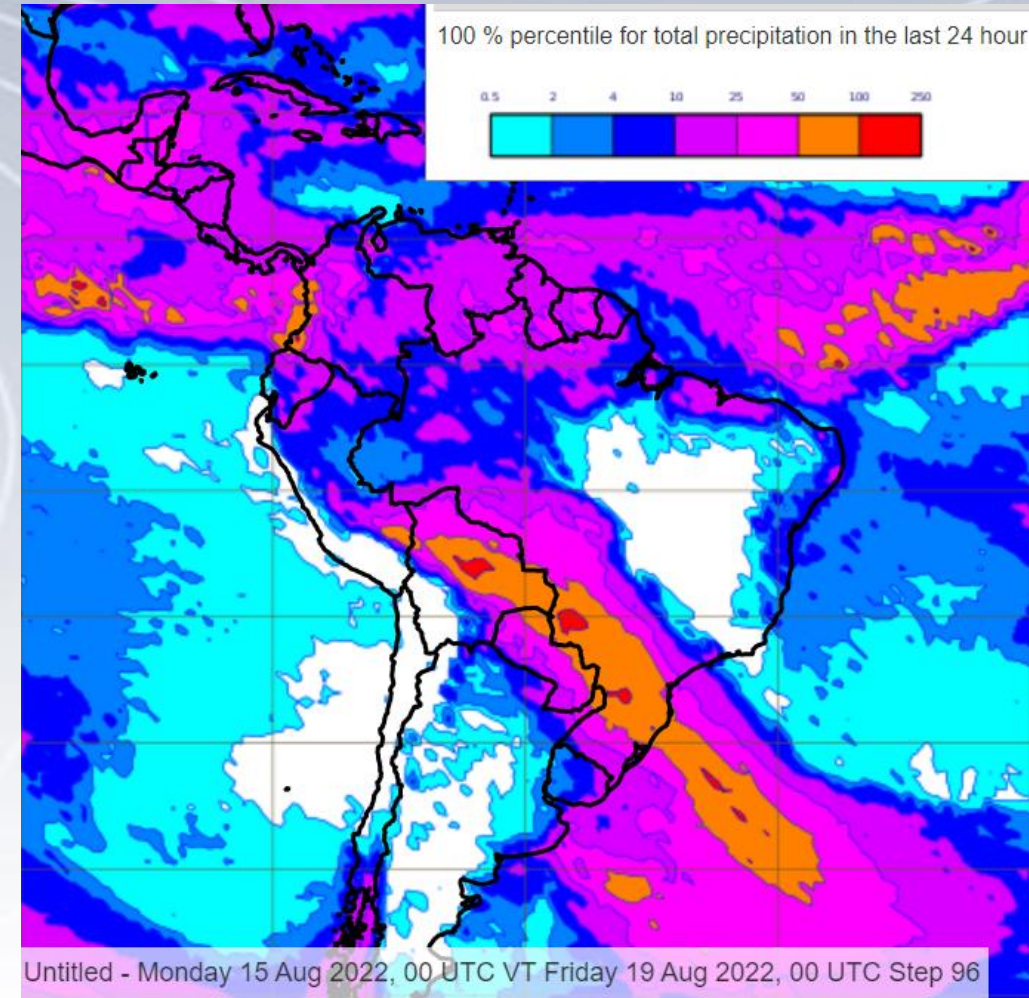 100 % percentile for total precipitation in the last 24 hour
0.5 2 4 10 25 50 100 250
Untitled - Monday 15 Aug 2022, 00 UTC VT Friday 19 Aug 2022, 00 UTC Step 96